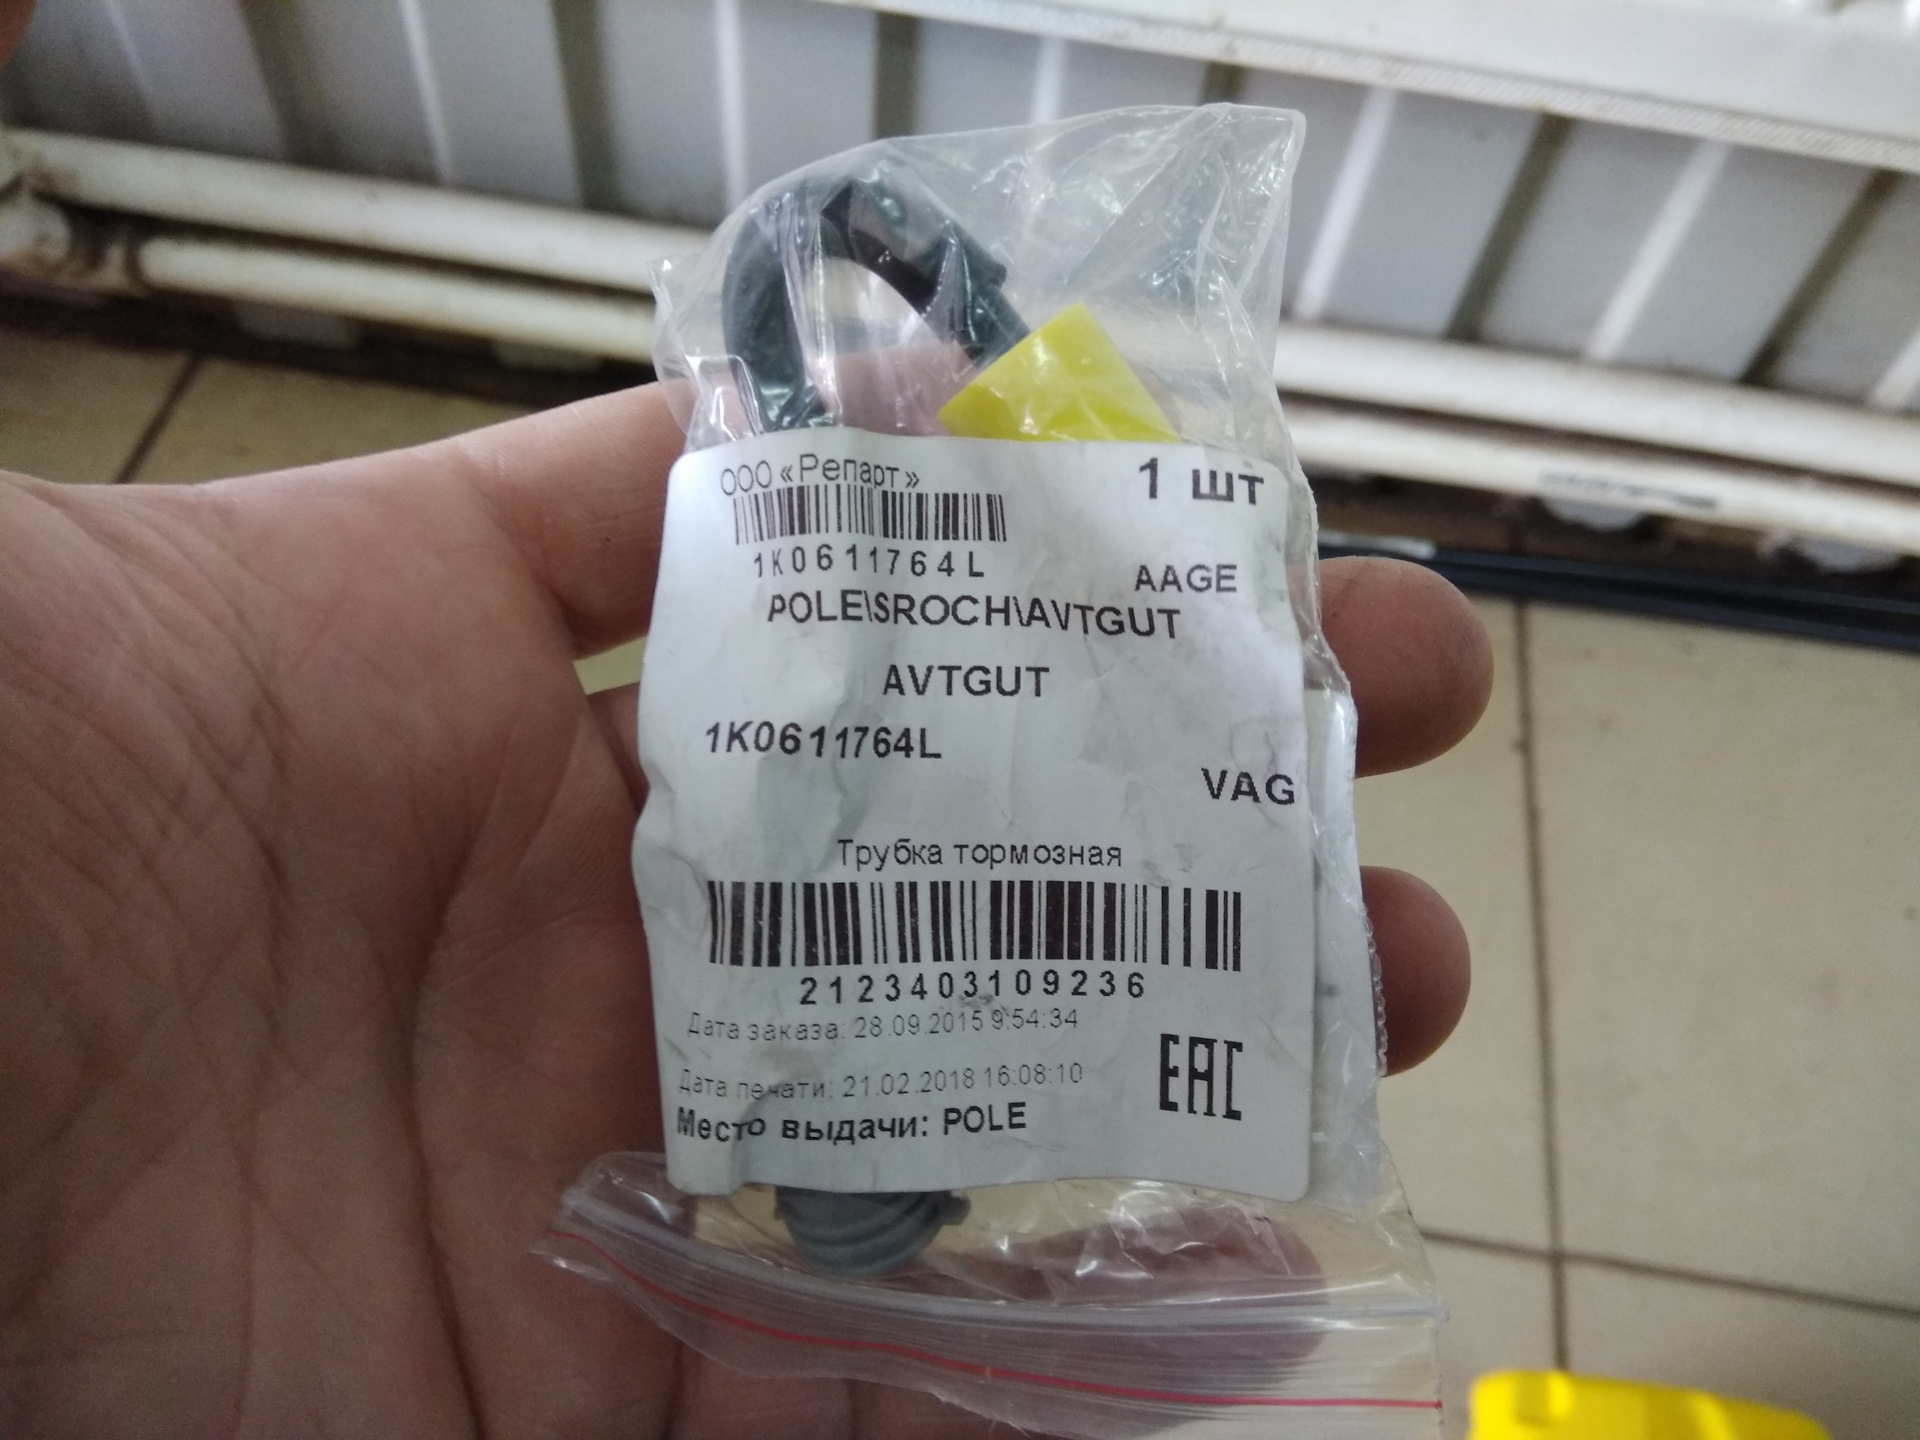 ООО «Репарт»
1 шт
1K0611764L
AAGE
POLE\SROCH\AVTGUT
AVTGUT
1K0611764L
VAG
Трубка тормозная
2123403109236
Дата заказа: 28.09.2015 9:54:34
Дата печати: 21.02.2018 16:08:10
EAC
Место выдачи: POLE